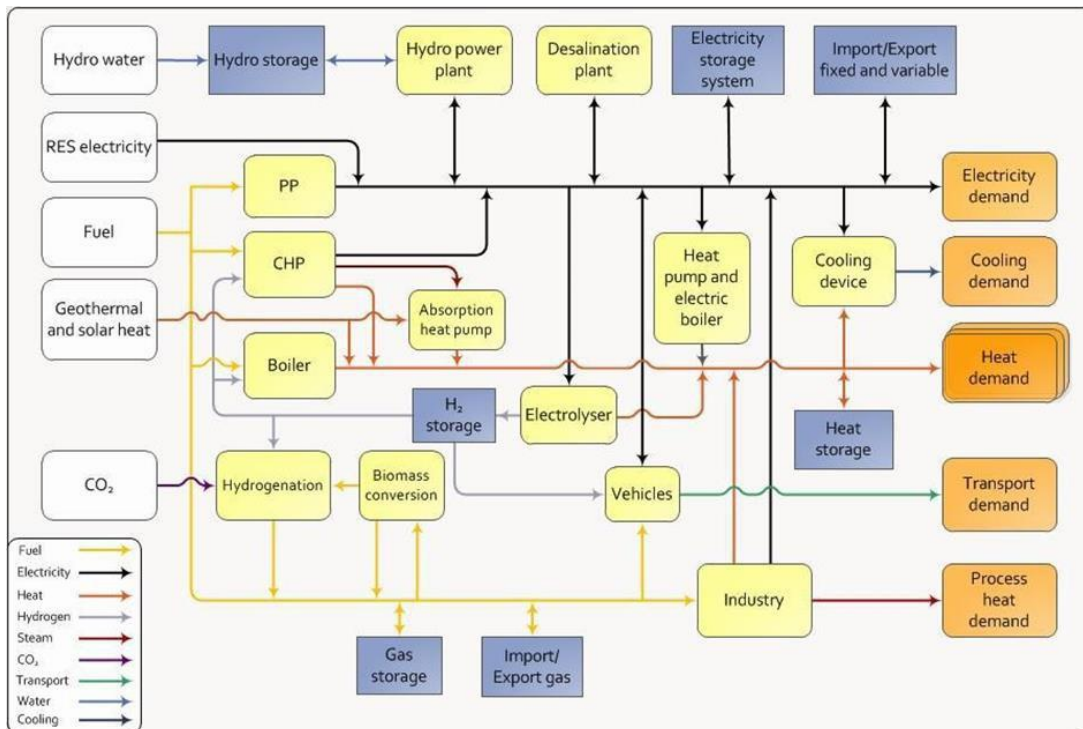 Hydro water
Hydro storage
Hydro power
plant
Desalination
plant
Electricity
storage
system
Import/Export
fixed and variable
RES electricity
PP
Electricity
demand
Fuel
CHP
Heat
pump and
electric
boiler
Cooling
device
Cooling
demand
Geothermal
and solar heat
Absorption
heat pump
Boiler
Heat
demand
H₂
storage
Electrolyser
Heat
storage
CO₂
Hydrogenation
Biomass
conversion
Vehicles
Transport
demand
Industry
Process
heat
demand
Gas
storage
Import/
Export gas
Fuel
Electricity
Heat
Hydrogen
Steam
CO₂
Transport
Water
Cooling